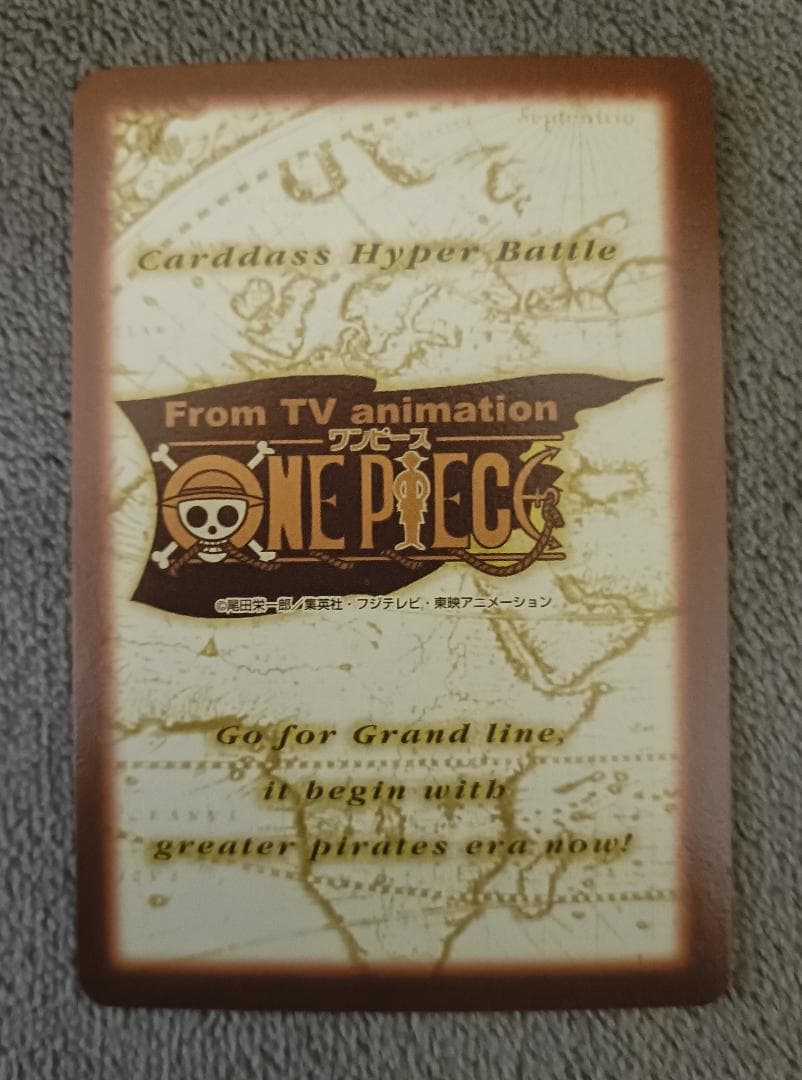 Septentrio
Carddass Hyper Battle
From TV animation
ワンピース
ONE PIECE
©尾田栄一郎／集英社・フジテレビ・東映アニメーション
Go for Grand line,
it begin with
greater pirates era now!